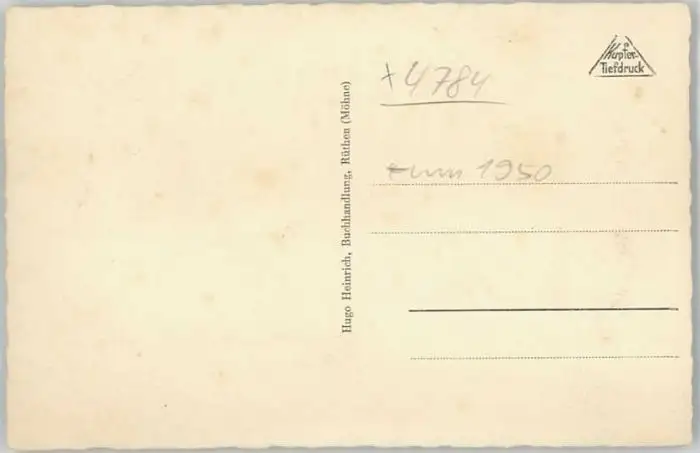 Kupfer-
Tiefdruck
+4784
um 1950
Hugo Heinrich, Buchhandlung, Rüthen (Möhne)